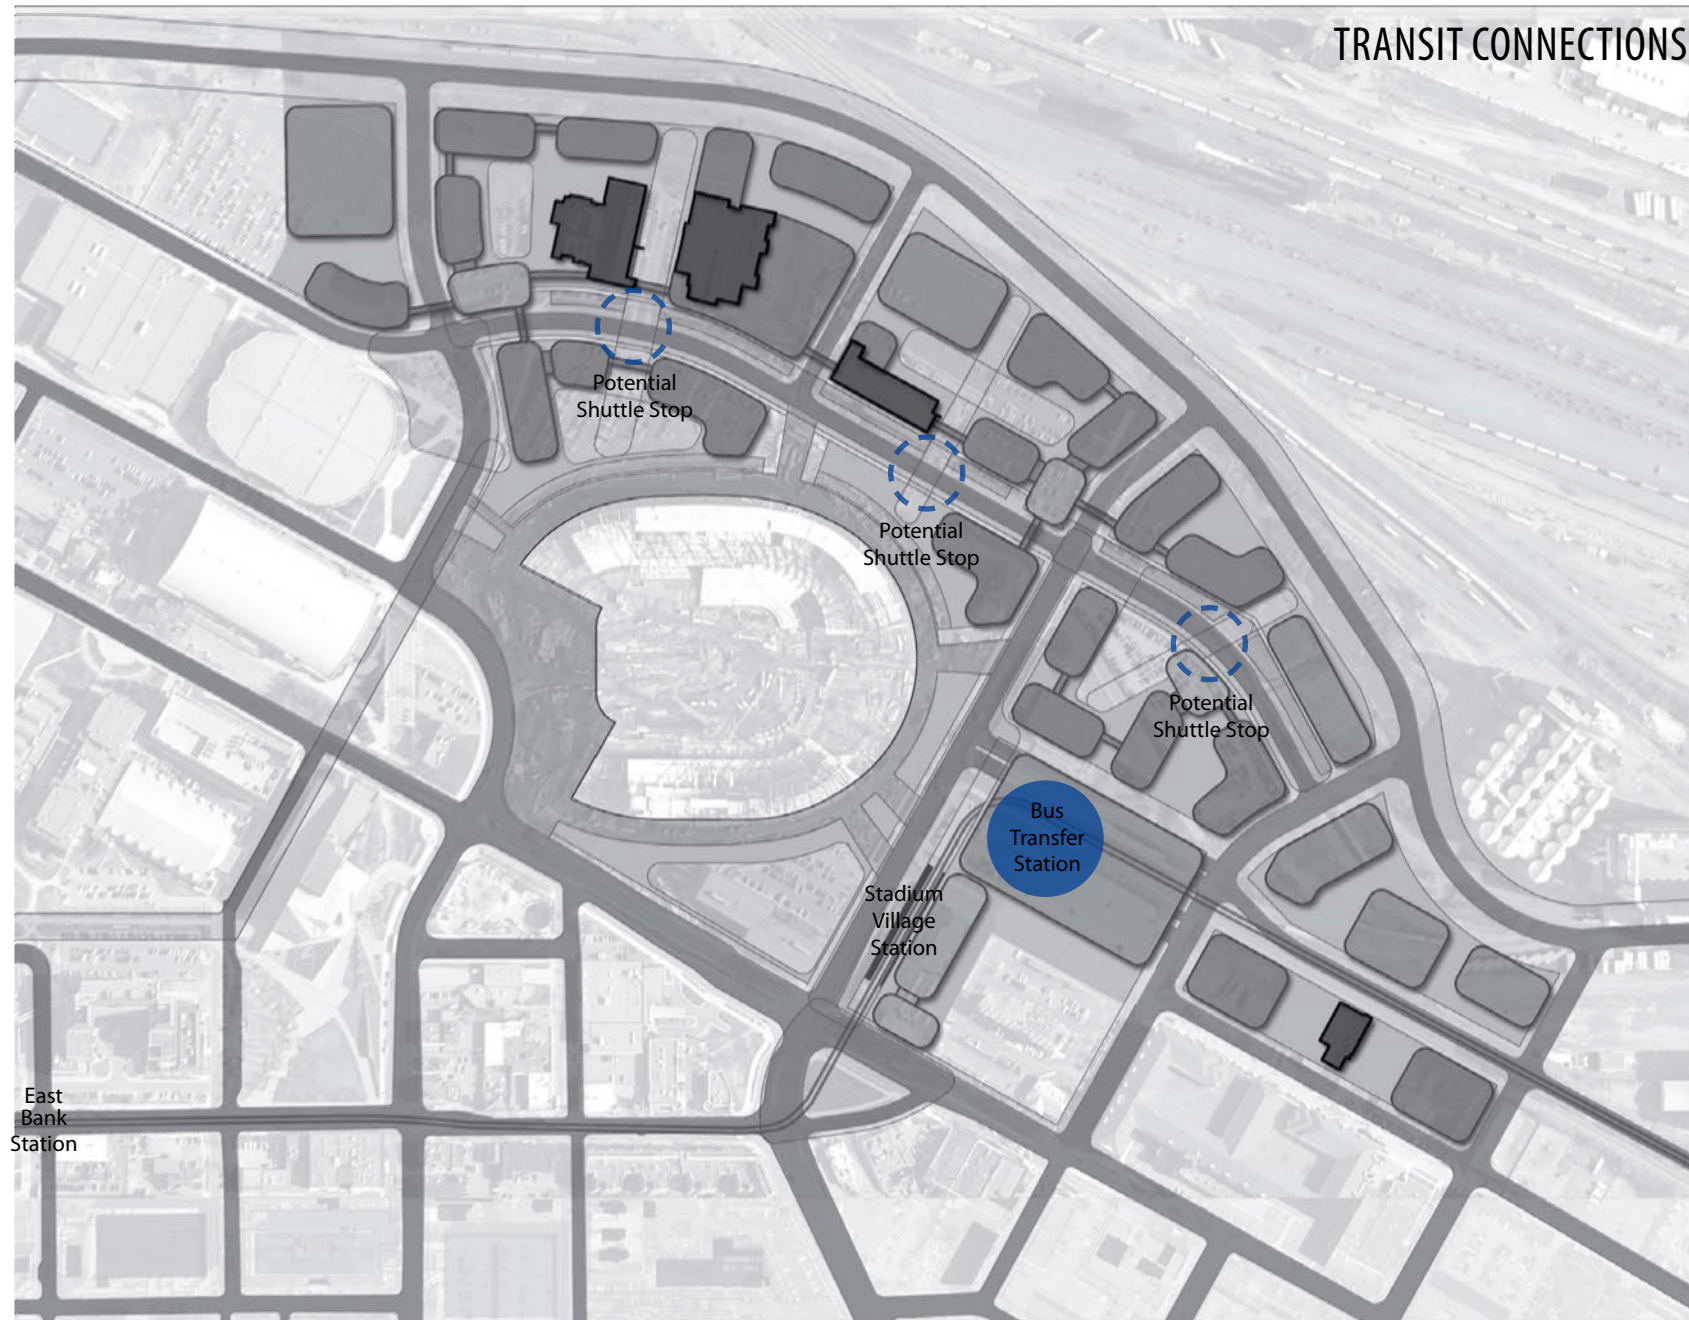 TRANSIT CONNECTIONS
Potential
Shuttle Stop
Potential
Shuttle Stop
Potential
Shuttle Stop
Bus
Transfer
Station
Stadium
Village
Station
East
Bank
Station